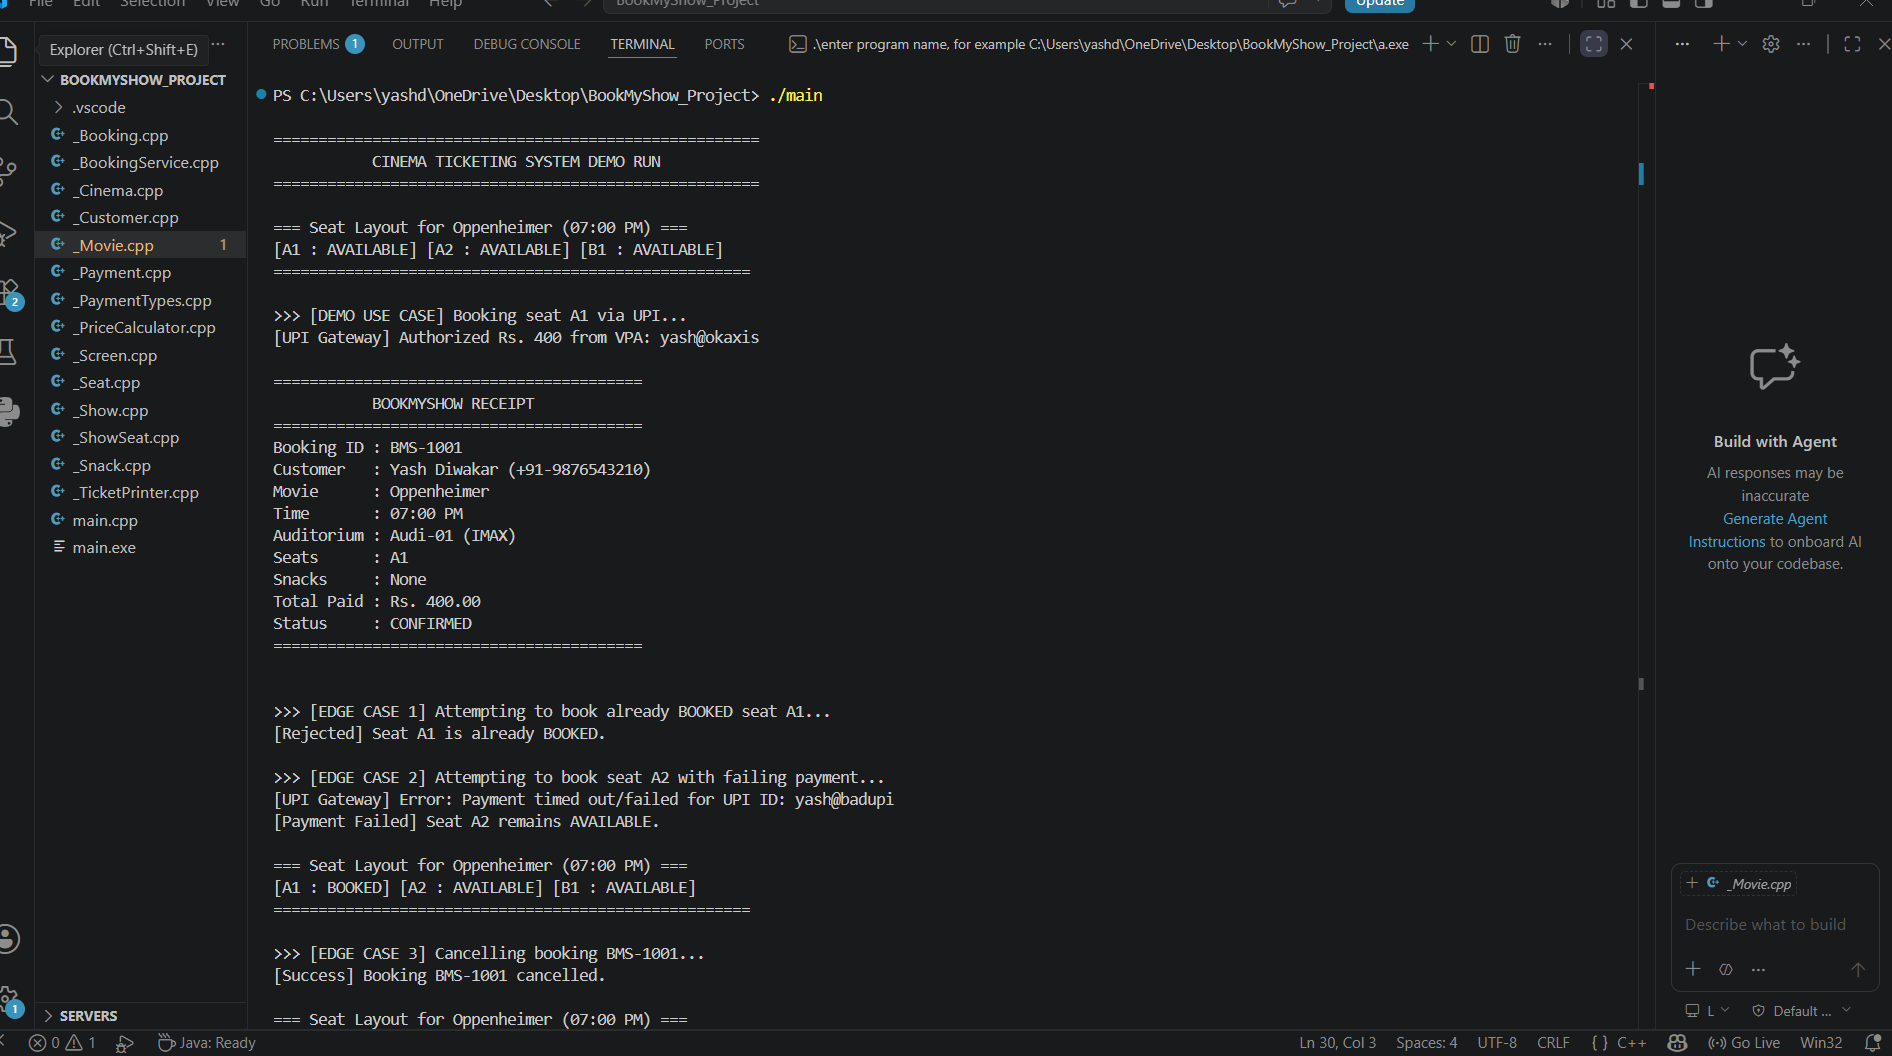 File Edit Selection View Go Run Terminal Help
BookMyShow_Project
Update
Explorer (Ctrl+Shift+E)
BOOKMYSHOW_PROJECT
.vscode
_Booking.cpp
_BookingService.cpp
_Cinema.cpp
_Customer.cpp
_Movie.cpp 1
_Payment.cpp
_PaymentTypes.cpp
_PriceCalculator.cpp
_Screen.cpp
_Seat.cpp
_Show.cpp
_ShowSeat.cpp
_Snack.cpp
_TicketPrinter.cpp
main.cpp
main.exe
SERVERS
2
1
PROBLEMS 1 OUTPUT DEBUG CONSOLE TERMINAL PORTS
.\enter program name, for example C:\Users\yashd\OneDrive\Desktop\BookMyShow_Project\a.exe
PS C:\Users\yashd\OneDrive\Desktop\BookMyShow_Project> ./main
======================================================
CINEMA TICKETING SYSTEM DEMO RUN
======================================================
=== Seat Layout for Oppenheimer (07:00 PM) ===
[A1 : AVAILABLE] [A2 : AVAILABLE] [B1 : AVAILABLE]
=====================================================
>>> [DEMO USE CASE] Booking seat A1 via UPI...
[UPI Gateway] Authorized Rs. 400 from VPA: yash@okaxis
=========================================
BOOKMYSHOW RECEIPT
=========================================
Booking ID : BMS-1001
Customer : Yash Diwakar (+91-9876543210)
Movie : Oppenheimer
Time : 07:00 PM
Auditorium : Audi-01 (IMAX)
Seats : A1
Snacks : None
Total Paid : Rs. 400.00
Status : CONFIRMED
=========================================
>>> [EDGE CASE 1] Attempting to book already BOOKED seat A1...
[Rejected] Seat A1 is already BOOKED.
>>> [EDGE CASE 2] Attempting to book seat A2 with failing payment...
[UPI Gateway] Error: Payment timed out/failed for UPI ID: yash@badupi
[Payment Failed] Seat A2 remains AVAILABLE.
=== Seat Layout for Oppenheimer (07:00 PM) ===
[A1 : BOOKED] [A2 : AVAILABLE] [B1 : AVAILABLE]
=====================================================
>>> [EDGE CASE 3] Cancelling booking BMS-1001...
[Success] Booking BMS-1001 cancelled.
=== Seat Layout for Oppenheimer (07:00 PM) ===
Build with Agent
AI responses may be
inaccurate
Generate Agent
Instructions to onboard AI
onto your codebase.
_Movie.cpp
Describe what to build
L
Default ...
0 1 Java: Ready
Ln 30, Col 3 Spaces: 4 UTF-8 CRLF { } C++ Go Live Win32